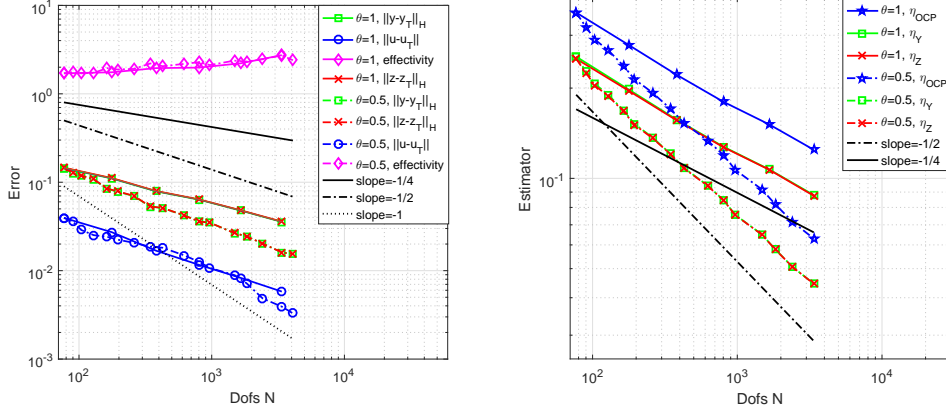 10^3
10^2
10^1
10^0
10^-1
10^-2
10^-3
10^2
10^3
10^4
Dofs N
Error
θ=1, ||y-y_T||_H
θ=1, ||u-u_T||
θ=1, effectivity
θ=1, ||z-z_T||_H
θ=0.5, ||y-y_T||_H
θ=0.5, ||z-z_T||_H
θ=0.5, ||u-u_T||
θ=0.5, effectivity
slope=-1/4
slope=-1/2
slope=-1
10^-1
10^2
10^3
10^4
Dofs N
Estimator
θ=1, η_OCP
θ=1, η_Y
θ=1, η_Z
θ=0.5, η_OCP
θ=0.5, η_Y
θ=0.5, η_Z
slope=-1/2
slope=-1/4